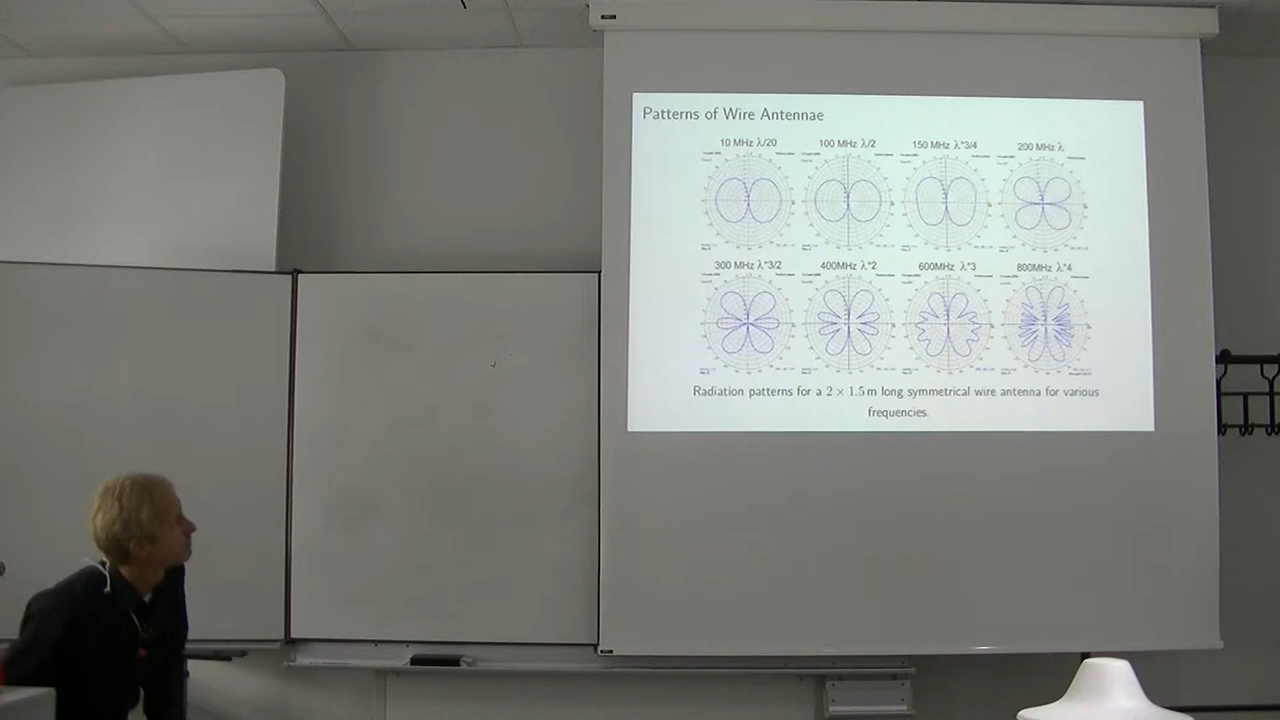 Patterns of Wire Antennae
10 MHz λ/20
100 MHz λ/2
150 MHz λ*3/4
200 MHz λ
300 MHz λ*3/2
400MHz λ*2
600MHz λ*3
800MHz λ*4
Radiation patterns for a 2 × 1.5 m long symmetrical wire antenna for various
frequencies.